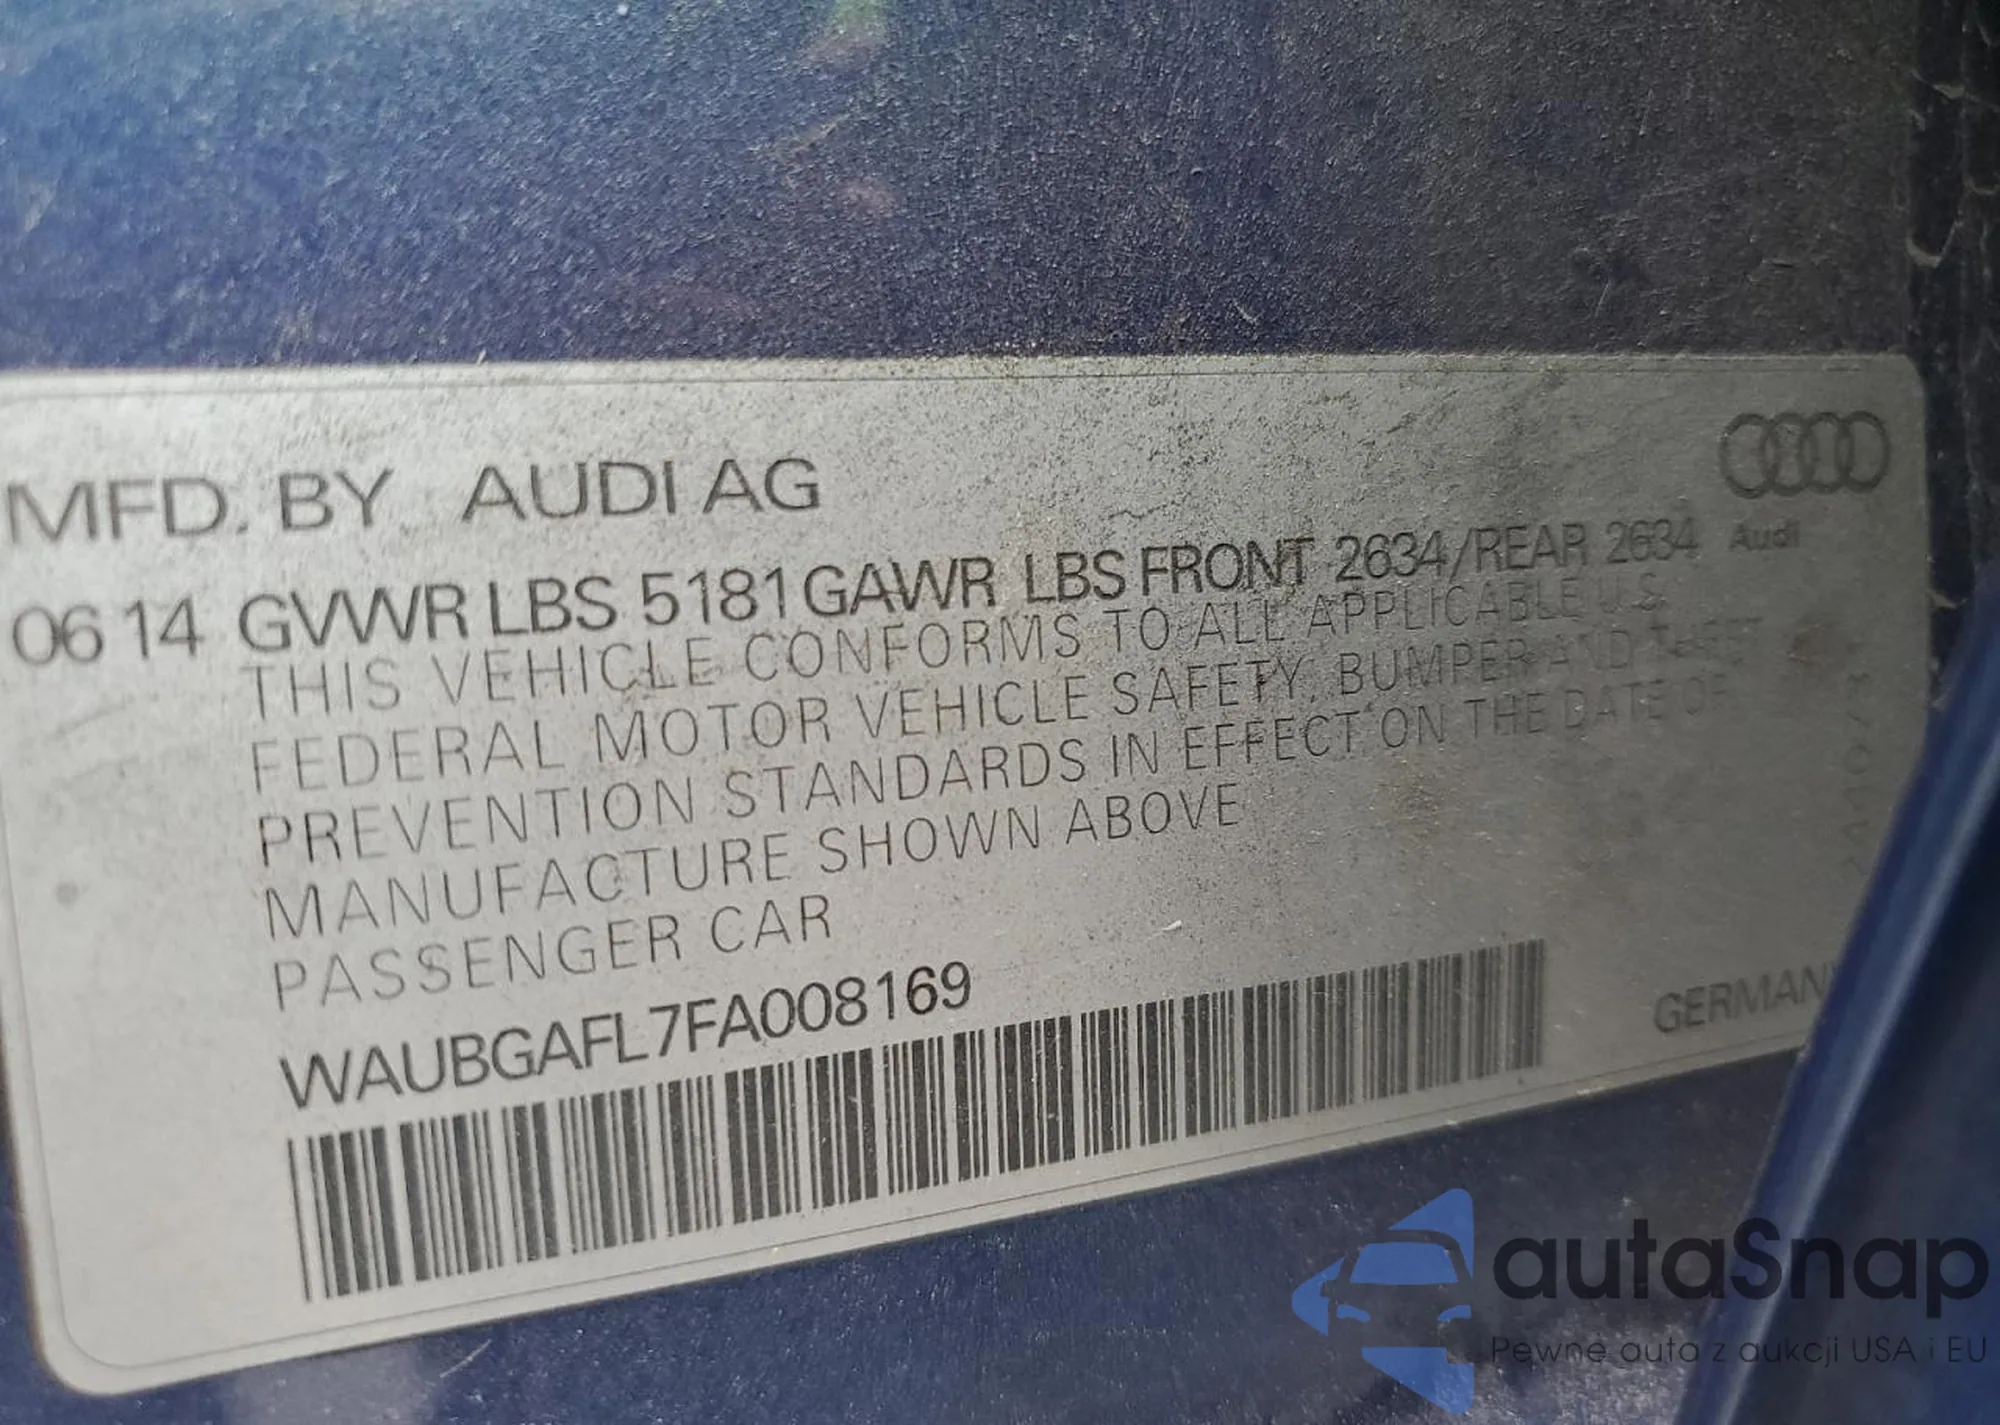 MFD. BY AUDI AG
06 14 GVWR LBS 5181 GAWR LBS FRONT 2634/REAR 2634
Audi
THIS VEHICLE CONFORMS TO ALL APPLICABLE U.S.
FEDERAL MOTOR VEHICLE SAFETY, BUMPER AND THEFT
PREVENTION STANDARDS IN EFFECT ON THE DATE OF
MANUFACTURE SHOWN ABOVE
PASSENGER CAR
WAUBGAFL7FA008169
GERMANY
autaSnap
Pewne auta z aukcji USA i EU